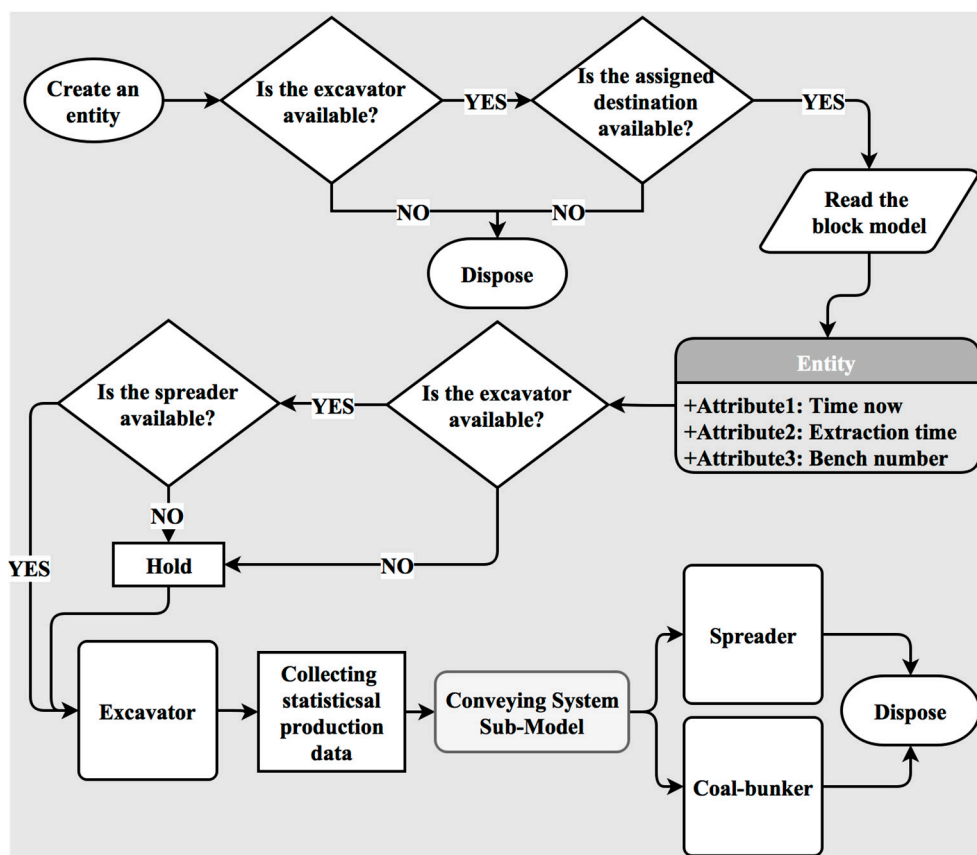 Create an
entity
Is the excavator
available?
YES
Is the assigned
destination
available?
YES
Read the
block model
NO
NO
Dispose
Entity
+Attribute1: Time now
+Attribute2: Extraction time
+Attribute3: Bench number
Is the excavator
available?
YES
Is the spreader
available?
NO
NO
YES
Hold
Excavator
Collecting
statisticsal
production
data
Conveying System
Sub-Model
Spreader
Coal-bunker
Dispose